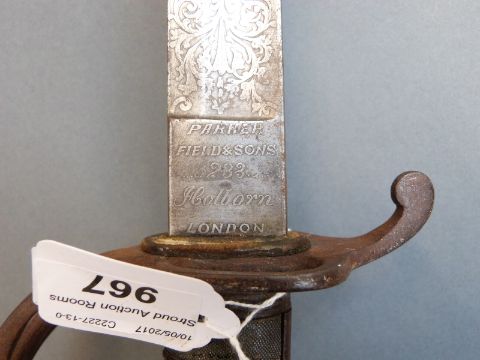 PARKER
FIELD & SONS
233
Holborn
LONDON
967
Stroud Auction Rooms
10/05/2017 C2227-13-0